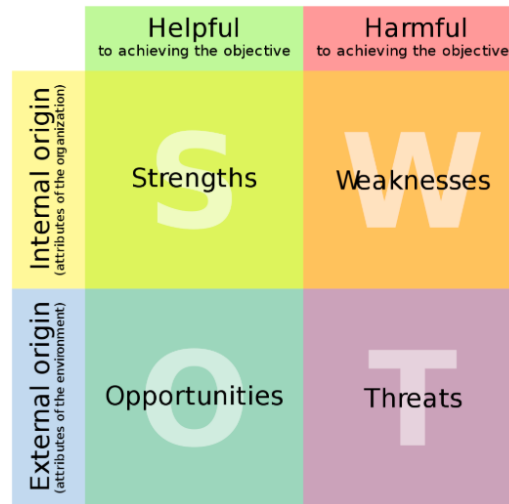 Helpful
to achieving the objective
Harmful
to achieving the objective
Internal origin
(attributes of the organization)
S
Strengths
W
Weaknesses
External origin
(attributes of the environment)
O
Opportunities
T
Threats